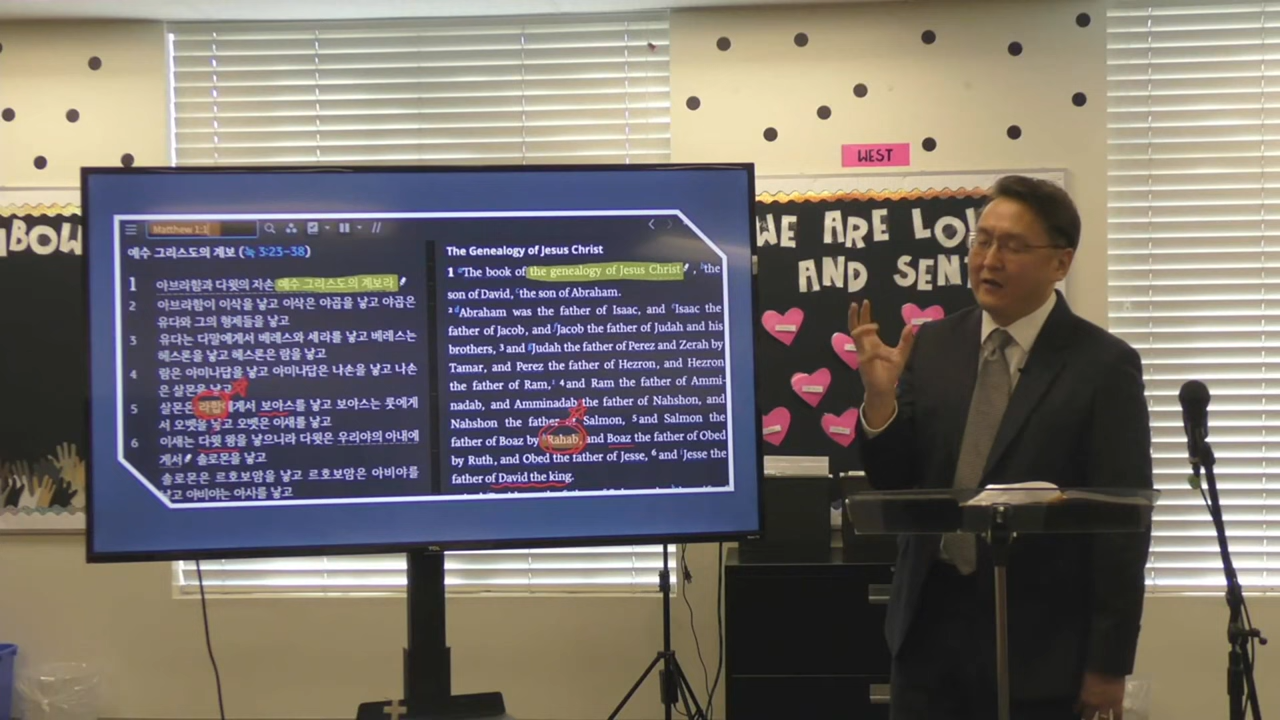 WEST
BOW
WE ARE LO
AND SEN
Matthew 1:1
예수 그리스도의 계보 (눅 3:23-38)
1 아브라함과 다윗의 자손 예수 그리스도의 계보라
2 아브라함이 이삭을 낳고 이삭은 야곱을 낳고 야곱은
유다와 그의 형제들을 낳고
3 유다는 다말에게서 베레스와 세라를 낳고 베레스는
헤스론을 낳고 헤스론은 람을 낳고
4 람은 아미나답을 낳고 아미나답은 나손을 낳고 나손
은 살몬을 낳고
5 살몬은 라합에게서 보아스를 낳고 보아스는 룻에게
서 오벳을 낳고 오벳은 이새를 낳고
6 이새는 다윗 왕을 낳으니라 다윗은 우리야의 아내에
게서 솔로몬을 낳고
솔로몬은 르호보암을 낳고 르호보암은 아비야를
낳고 아비야는 아사를 낳고
The Genealogy of Jesus Christ
1 The book of the genealogy of Jesus Christ, the
son of David, the son of Abraham.
2 Abraham was the father of Isaac, and Isaac the
father of Jacob, and Jacob the father of Judah and his
brothers, 3 and Judah the father of Perez and Zerah by
Tamar, and Perez the father of Hezron, and Hezron
the father of Ram, 4 and Ram the father of Ammi-
nadab, and Amminadab the father of Nahshon, and
Nahshon the father of Salmon, 5 and Salmon the
father of Boaz by Rahab, and Boaz the father of Obed
by Ruth, and Obed the father of Jesse, 6 and Jesse the
father of David the king.
TCL